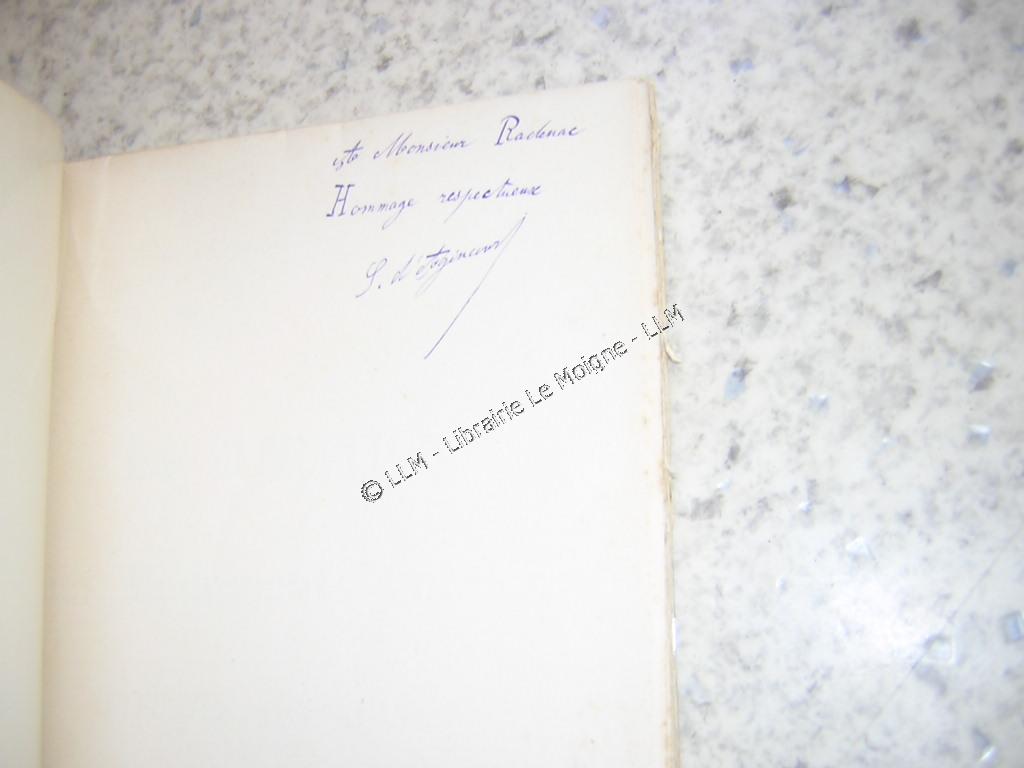 à Monsieur Radenac
Hommage respectueux
© LLM - Librairie Le Moigne - LLM